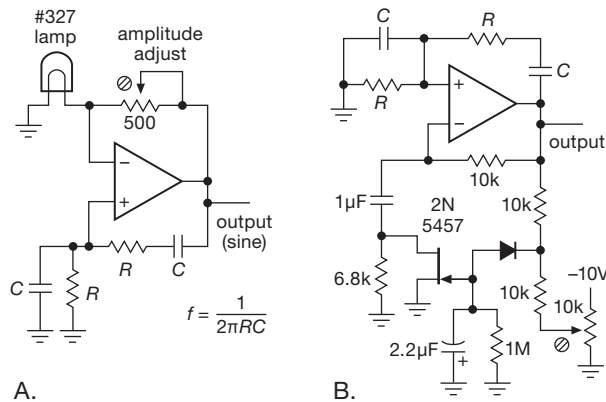 #327
lamp
amplitude
adjust
500
−
+
output
(sine)
R
C
C
R
f = 1/2πRC
A.
C
R
R
C
+
−
output
10k
1µF
2N
5457
10k
6.8k
−10V
10k
10k
2.2µF
+
1M
B.